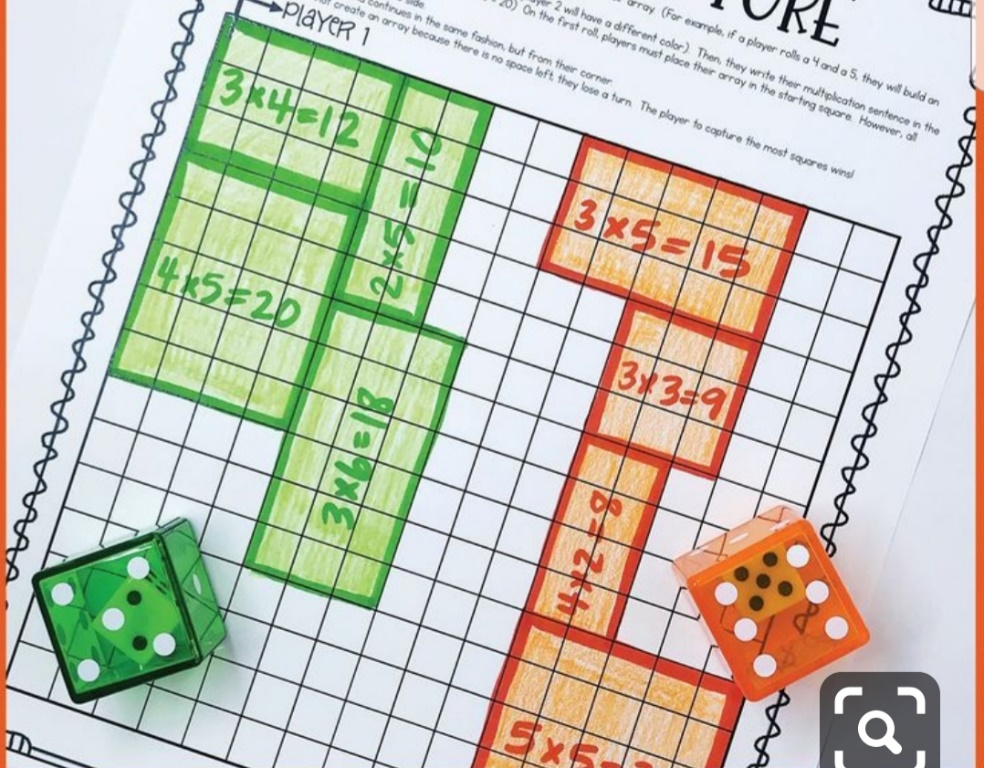 TURE
array. (For example, if a player rolls a 4 and a 5, they will build an
ayer 2 will have a different color). Then, they write their multiplication sentence in the
= 20) On the first roll, players must place their array in the starting square. However, all
continues in the same fashion, but from their corner.
not create an array because there is no space left, they lose a turn. The player to capture the most squares wins!
PLAYER 1
3x4=12
2x5=10
3x5=15
4x5=20
3x3=9
3x6=18
4x2=8
5x5=